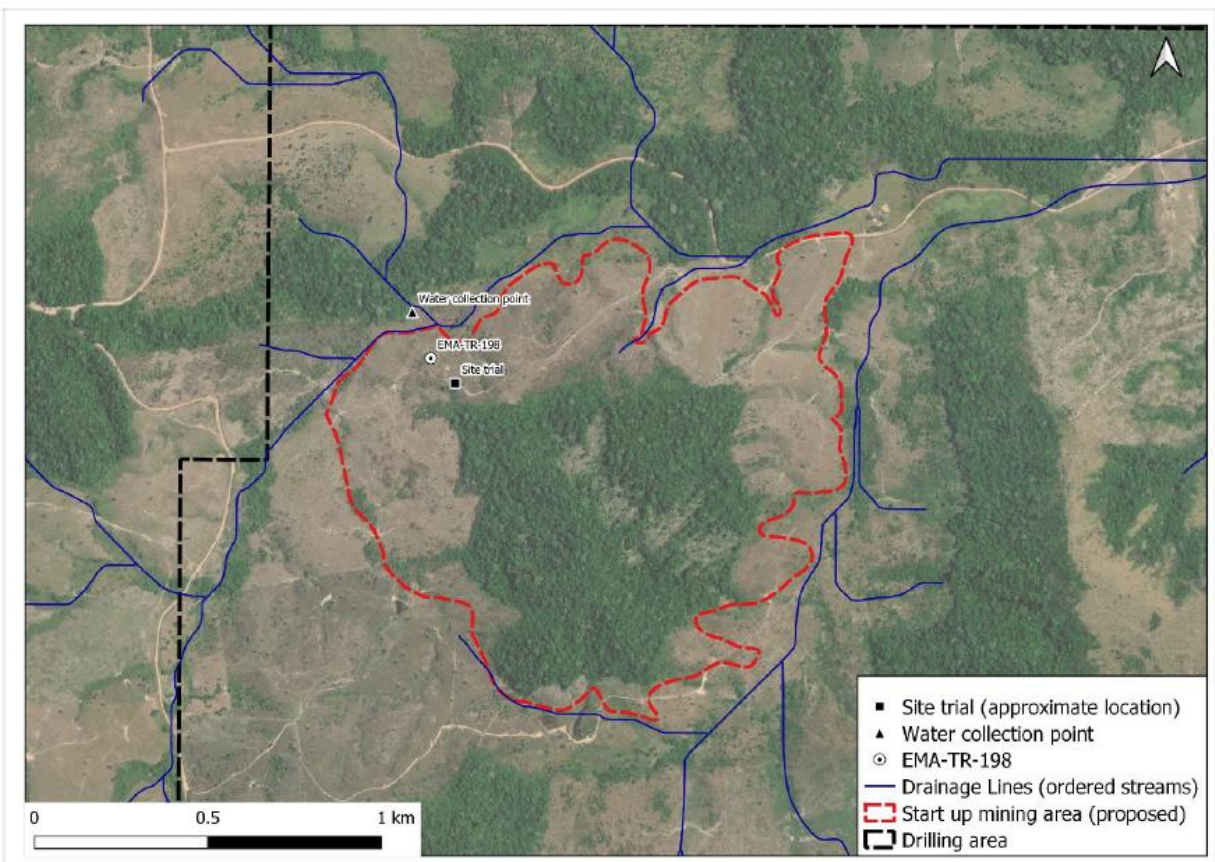 Water collection point
EMA-TR-198
Site trial
Site trial (approximate location)
Water collection point
EMA-TR-198
Drainage Lines (ordered streams)
Start up mining area (proposed)
Drilling area
0 0.5 1 km